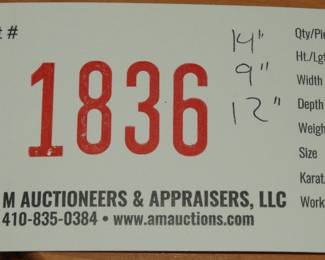 t #
1836
14"
9"
12"
Qty/Pie
Ht./Lgt
Width
Depth
Weigh
Size
Karat.
Work
M AUCTIONEERS & APPRAISERS, LLC
410-835-0384 • www.amauctions.com